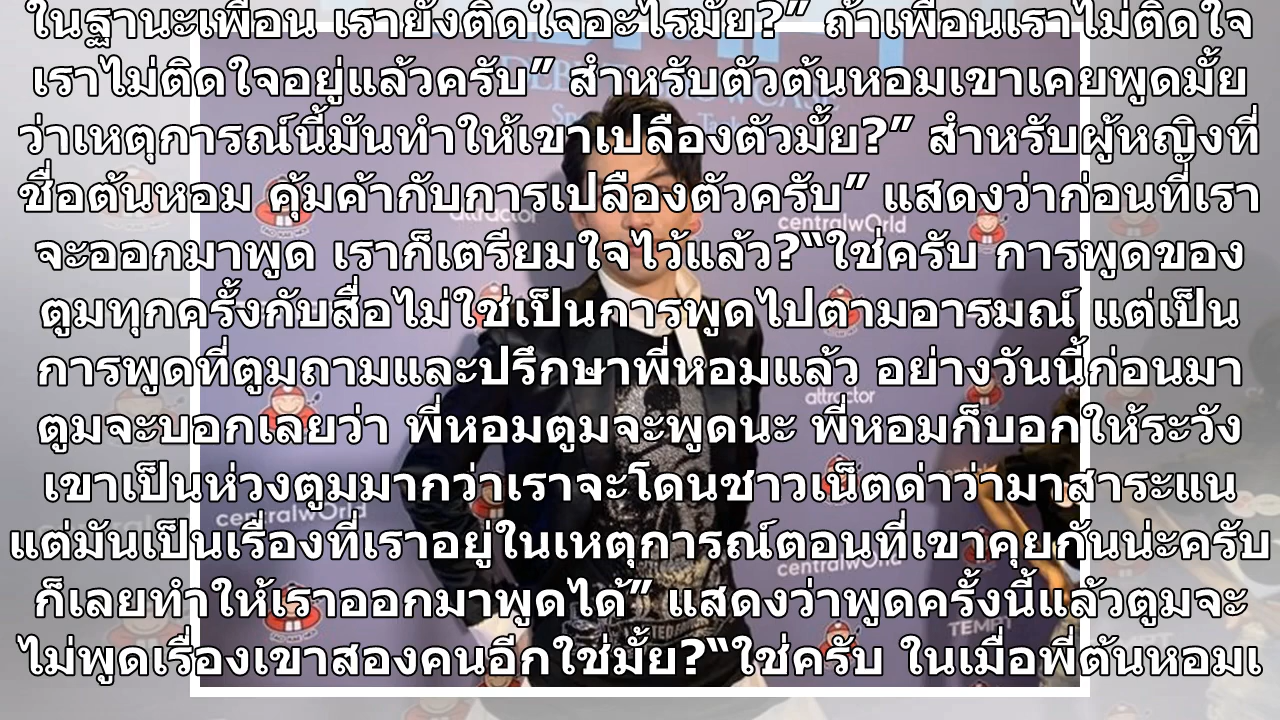 ในฐานะเพื่อน เรายังติดใจอะไรมั้ย?” ถ้าเพื่อนเราไม่ติดใจ
เราไม่ติดใจอยู่แล้วครับ” สำหรับตัวต้นหอมเขาเคยพูดมั้ย
ว่าเหตุการณ์นี้มันทำให้เขาเปลืองตัวมั้ย?” สำหรับผู้หญิงที่
ชื่อต้นหอม คุ้มค้ากับการเปลืองตัวครับ” แสดงว่าก่อนที่เรา
จะออกมาพูด เราก็เตรียมใจไว้แล้ว?“ใช่ครับ การพูดของ
ตูมทุกครั้งกับสื่อไม่ใช่เป็นการพูดไปตามอารมณ์ แต่เป็น
การพูดที่ตูมถามและปรึกษาพี่หอมแล้ว อย่างวันนี้ก่อนมา
ตูมจะบอกเลยว่า พี่หอมตูมจะพูดนะ พี่หอมก็บอกให้ระวัง
เขาเป็นห่วงตูมมากว่าเราจะโดนชาวเน็ตด่าว่ามาสาระแน
แต่มันเป็นเรื่องที่เราอยู่ในเหตุการณ์ตอนที่เขาคุยกันน่ะครับ
ก็เลยทำให้เราออกมาพูดได้” แสดงว่าพูดครั้งนี้แล้วตูมจะ
ไม่พูดเรื่องเขาสองคนอีกใช่มั้ย?“ใช่ครับ ในเมื่อพี่ต้นหอมเ
attractor
centralwOrld
attractor
centralwOrld
centralwOrld
TEMPT